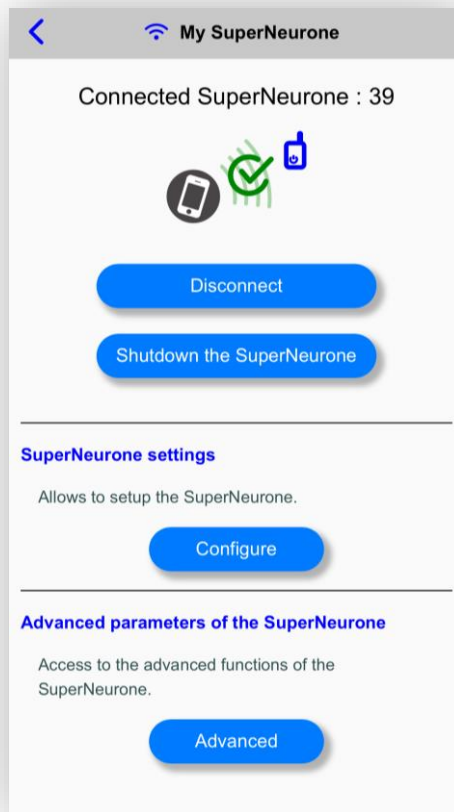 My SuperNeurone
Connected SuperNeurone : 39
Disconnect
Shutdown the SuperNeurone
SuperNeurone settings
Allows to setup the SuperNeurone.
Configure
Advanced parameters of the SuperNeurone
Access to the advanced functions of the
SuperNeurone.
Advanced